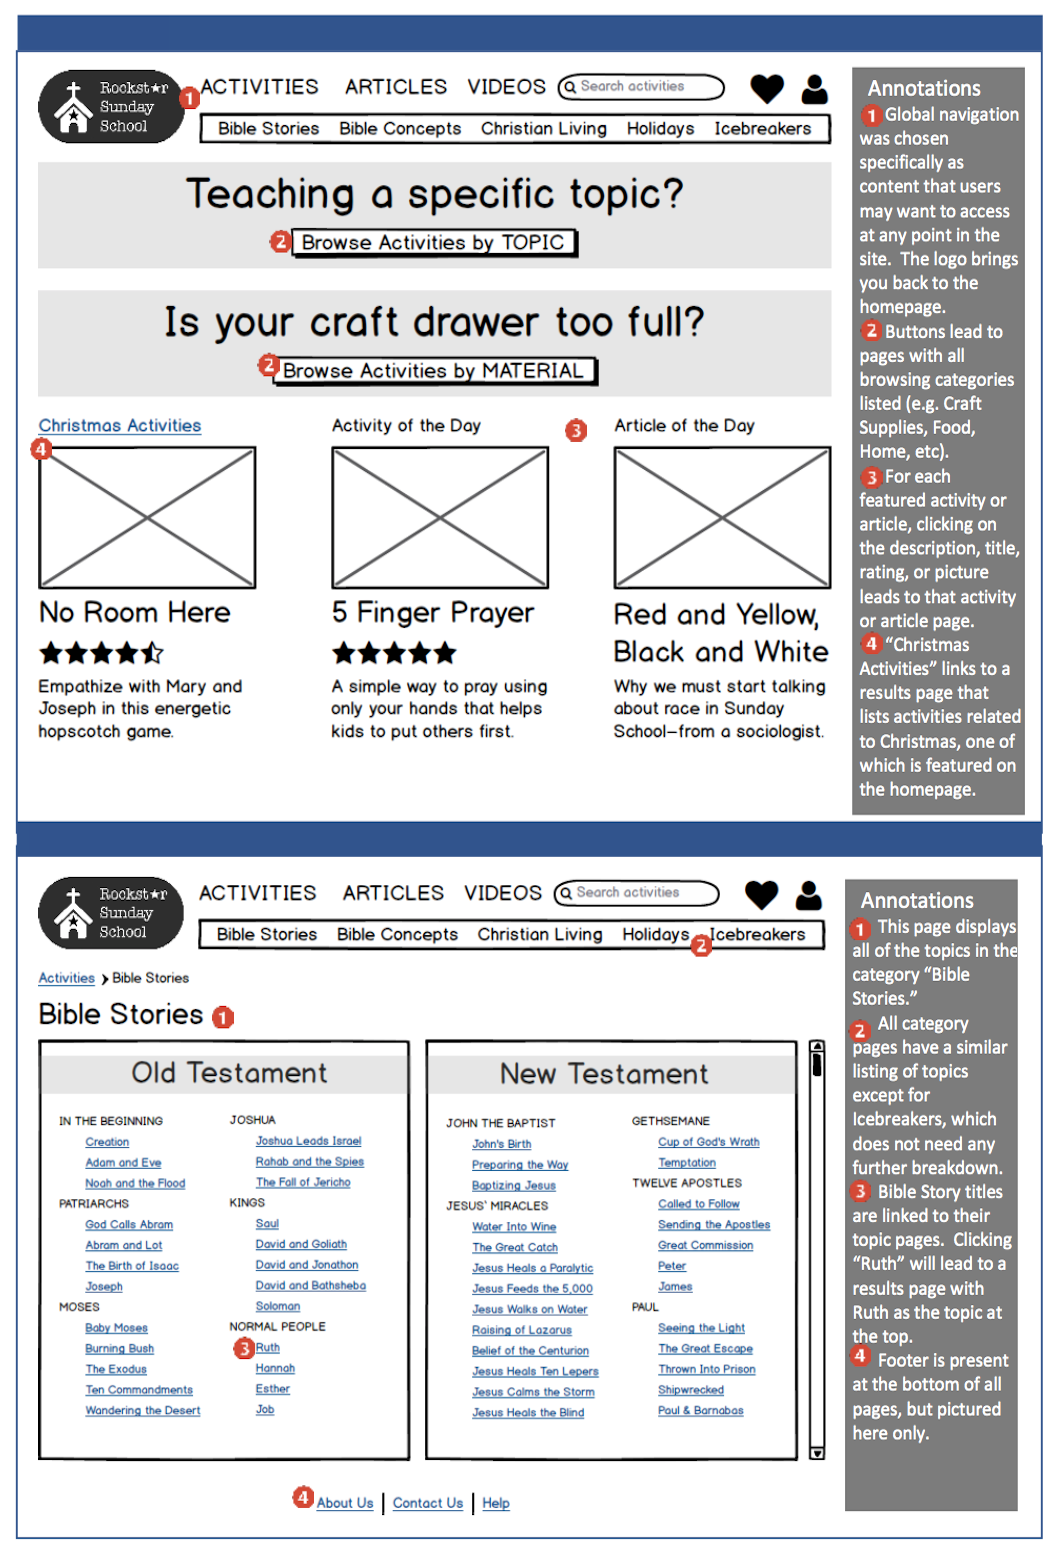 Rockst★r
Sunday
School
ACTIVITIES
ARTICLES
VIDEOS
Search activities
1
Bible Stories
Bible Concepts
Christian Living
Holidays
Icebreakers
Teaching a specific topic?
2
Browse Activities by TOPIC
Is your craft drawer too full?
2
Browse Activities by MATERIAL
Christmas Activities
4
No Room Here
Empathize with Mary and
Joseph in this energetic
hopscotch game.
Activity of the Day
5 Finger Prayer
A simple way to pray using
only your hands that helps
kids to put others first.
3
Article of the Day
Red and Yellow,
Black and White
Why we must start talking
about race in Sunday
School–from a sociologist.
Annotations
1 Global navigation
was chosen
specifically as
content that users
may want to access
at any point in the
site. The logo brings
you back to the
homepage.
2 Buttons lead to
pages with all
browsing categories
listed (e.g. Craft
Supplies, Food,
Home, etc).
3 For each
featured activity or
article, clicking on
the description, title,
rating, or picture
leads to that activity
or article page.
4 “Christmas
Activities” links to a
results page that
lists activities related
to Christmas, one of
which is featured on
the homepage.
Rockst★r
Sunday
School
ACTIVITIES
ARTICLES
VIDEOS
Search activities
Bible Stories
Bible Concepts
Christian Living
Holidays
2
Icebreakers
Activities > Bible Stories
Bible Stories 1
Old Testament
IN THE BEGINNING
Creation
Adam and Eve
Noah and the Flood
PATRIARCHS
God Calls Abram
Abram and Lot
The Birth of Isaac
Joseph
MOSES
Baby Moses
Burning Bush
The Exodus
Ten Commandments
Wandering the Desert
JOSHUA
Joshua Leads Israel
Rahab and the Spies
The Fall of Jericho
KINGS
Saul
David and Goliath
David and Jonathon
David and Bathsheba
Soloman
NORMAL PEOPLE
3 Ruth
Hannah
Esther
Job
New Testament
JOHN THE BAPTIST
John's Birth
Preparing the Way
Baptizing Jesus
JESUS' MIRACLES
Water Into Wine
The Great Catch
Jesus Heals a Paralytic
Jesus Feeds the 5,000
Jesus Walks on Water
Raising of Lazarus
Belief of the Centurion
Jesus Heals Ten Lepers
Jesus Calms the Storm
Jesus Heals the Blind
GETHSEMANE
Cup of God's Wrath
Temptation
TWELVE APOSTLES
Called to Follow
Sending the Apostles
Great Commission
Peter
James
PAUL
Seeing the Light
The Great Escape
Thrown Into Prison
Shipwrecked
Paul & Barnabas
4 About Us | Contact Us | Help
Annotations
1 This page displays
all of the topics in the
category “Bible
Stories.”
2 All category
pages have a similar
listing of topics
except for
Icebreakers, which
does not need any
further breakdown.
3 Bible Story titles
are linked to their
topic pages. Clicking
“Ruth” will lead to a
results page with
Ruth as the topic at
the top.
4 Footer is present
at the bottom of all
pages, but pictured
here only.